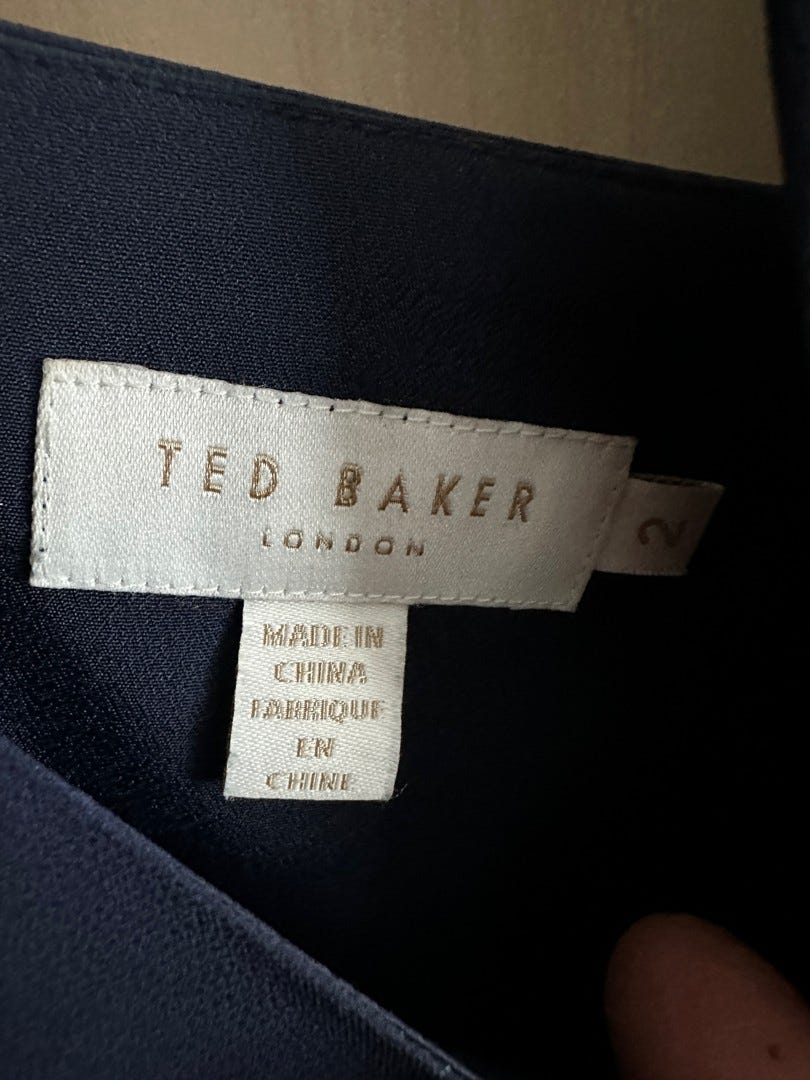 TED BAKER
LONDON
2
MADE IN
CHINA
FABRIQUE
EN
CHINE